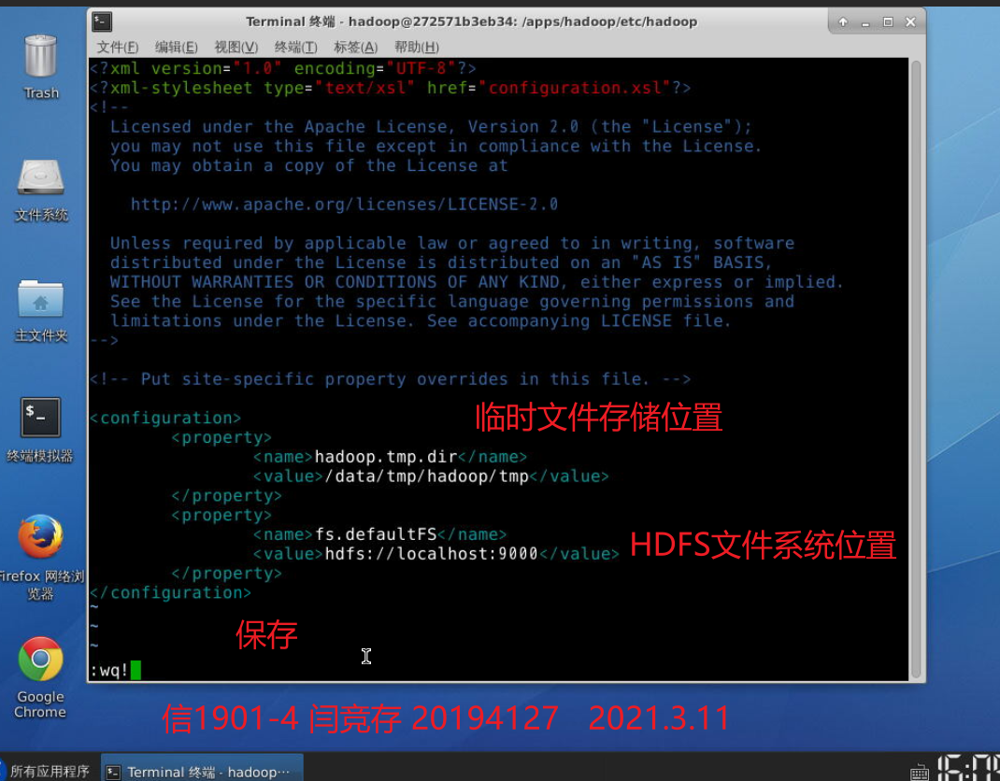 Terminal 终端 - hadoop@272571b3eb34: /apps/hadoop/etc/hadoop
文件(F) 编辑(E) 视图(V) 终端(T) 标签(A) 帮助(H)
Trash
文件系统
主文件夹
终端模拟器
Firefox 网络浏
览器
Google
Chrome
<?xml version="1.0" encoding="UTF-8"?>
<?xml-stylesheet type="text/xsl" href="configuration.xsl"?>
<!--
  Licensed under the Apache License, Version 2.0 (the "License");
  you may not use this file except in compliance with the License.
  You may obtain a copy of the License at

    http://www.apache.org/licenses/LICENSE-2.0

  Unless required by applicable law or agreed to in writing, software
  distributed under the License is distributed on an "AS IS" BASIS,
  WITHOUT WARRANTIES OR CONDITIONS OF ANY KIND, either express or implied.
  See the License for the specific language governing permissions and
  limitations under the License. See accompanying LICENSE file.
-->

<!-- Put site-specific property overrides in this file. -->

<configuration>
临时文件存储位置
        <property>
                <name>hadoop.tmp.dir</name>
                <value>/data/tmp/hadoop/tmp</value>
        </property>
        <property>
                <name>fs.defaultFS</name>
                <value>hdfs://localhost:9000</value>
HDFS文件系统位置
        </property>
</configuration>
~
~
保存
~
:wq!
信1901-4 闫竞存 20194127 2021.3.11
所有应用程序
Terminal 终端 - hadoop···